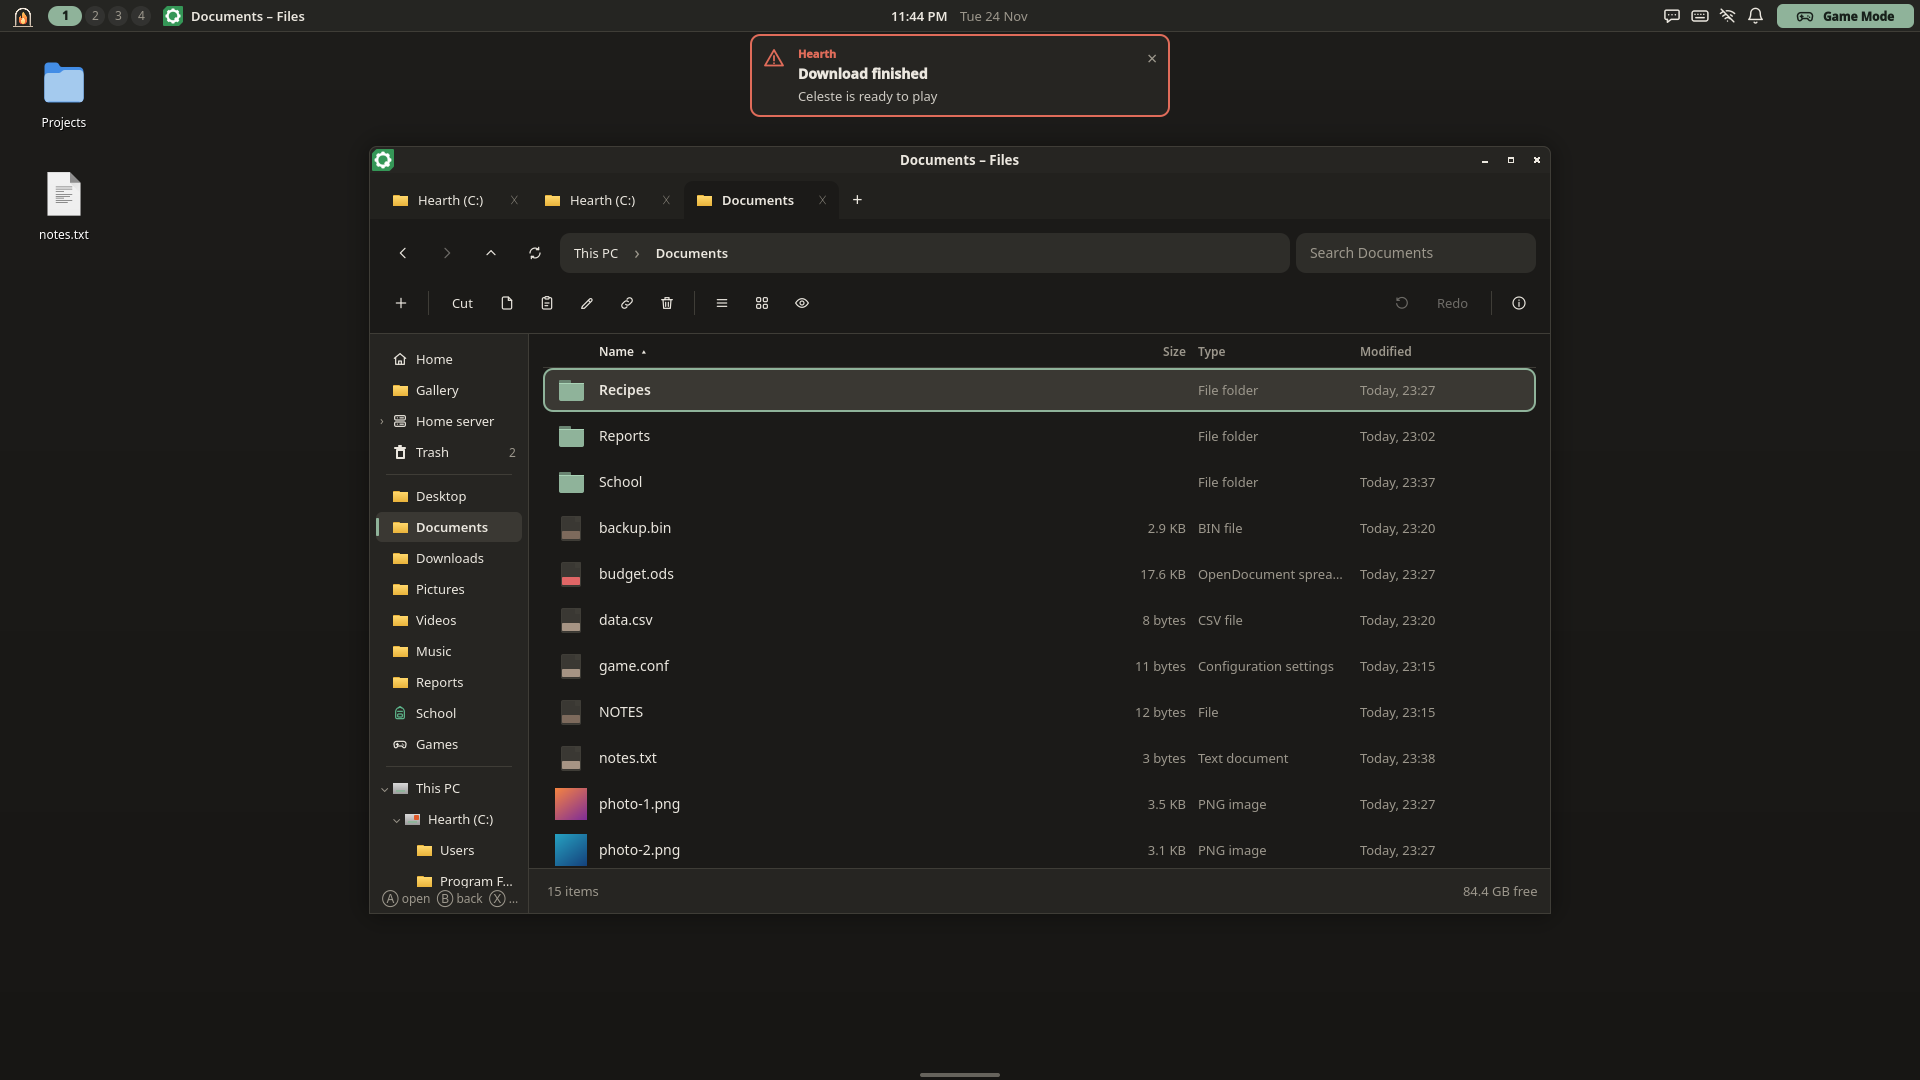 1 2 3 4 Documents – Files 11:44 PM Tue 24 Nov Game Mode
Projects
notes.txt
Hearth
Download finished
Celeste is ready to play
Documents – Files
Hearth (C:) Hearth (C:) Documents
This PC Documents Search Documents
Cut Redo
Home
Gallery
Home server
Trash 2
Desktop
Documents
Downloads
Pictures
Videos
Music
Reports
School
Games
This PC
Hearth (C:)
Users
Program F...
A open B back X ...
Name Size Type Modified
Recipes File folder Today, 23:27
Reports File folder Today, 23:02
School File folder Today, 23:37
backup.bin 2.9 KB BIN file Today, 23:20
budget.ods 17.6 KB OpenDocument sprea... Today, 23:27
data.csv 8 bytes CSV file Today, 23:20
game.conf 11 bytes Configuration settings Today, 23:15
NOTES 12 bytes File Today, 23:15
notes.txt 3 bytes Text document Today, 23:38
photo-1.png 3.5 KB PNG image Today, 23:27
photo-2.png 3.1 KB PNG image Today, 23:27
15 items 84.4 GB free